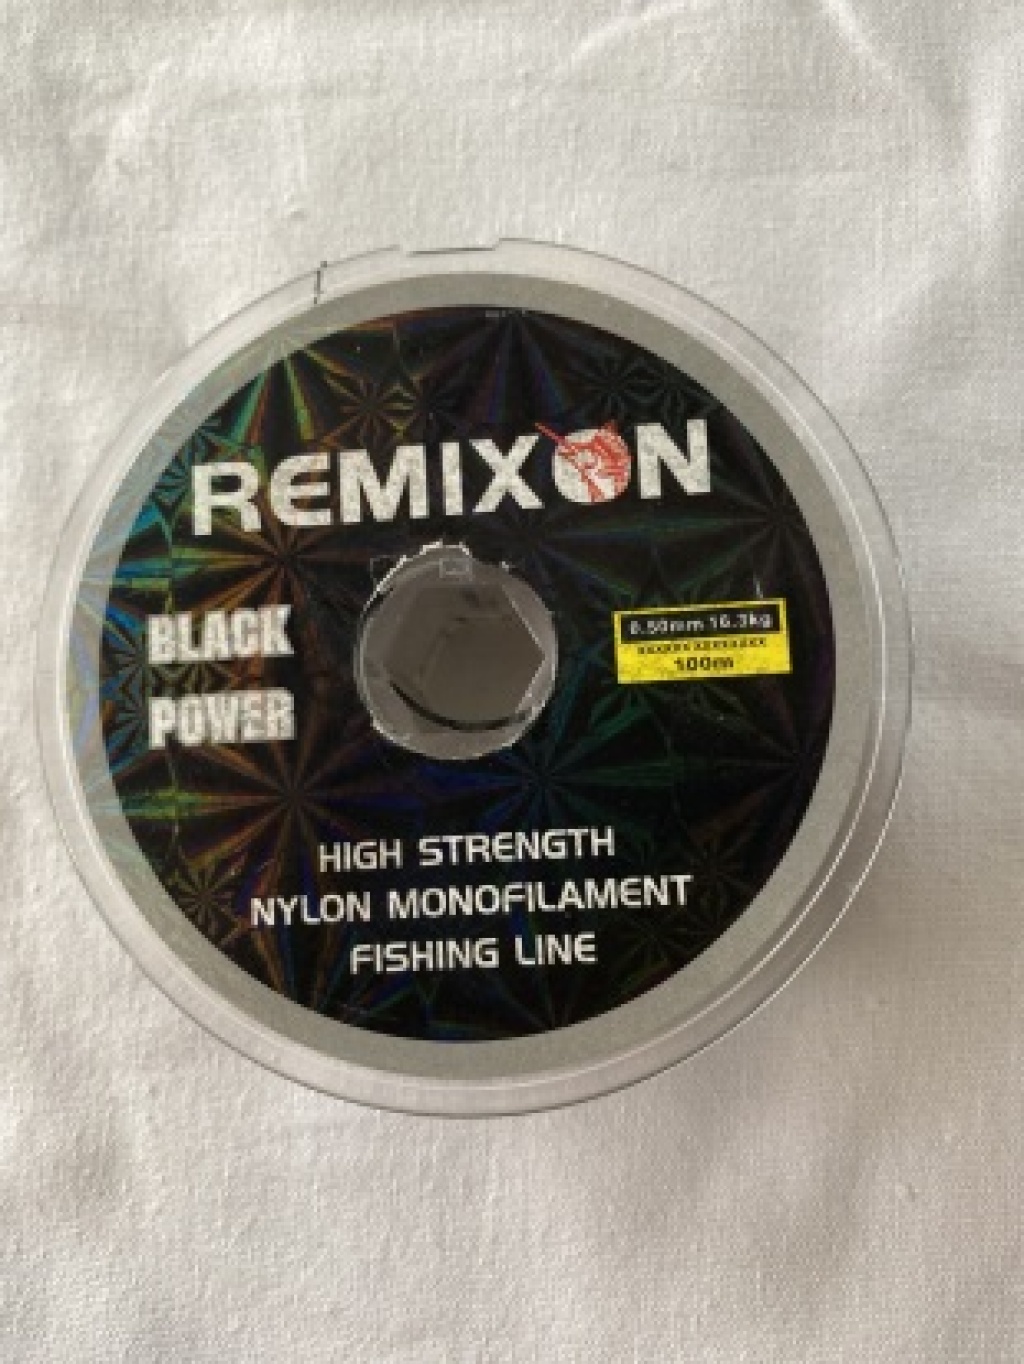 REMIXON
BLACK
POWER
0.50mm 16.3kg
100m
HIGH STRENGTH
NYLON MONOFILAMENT
FISHING LINE